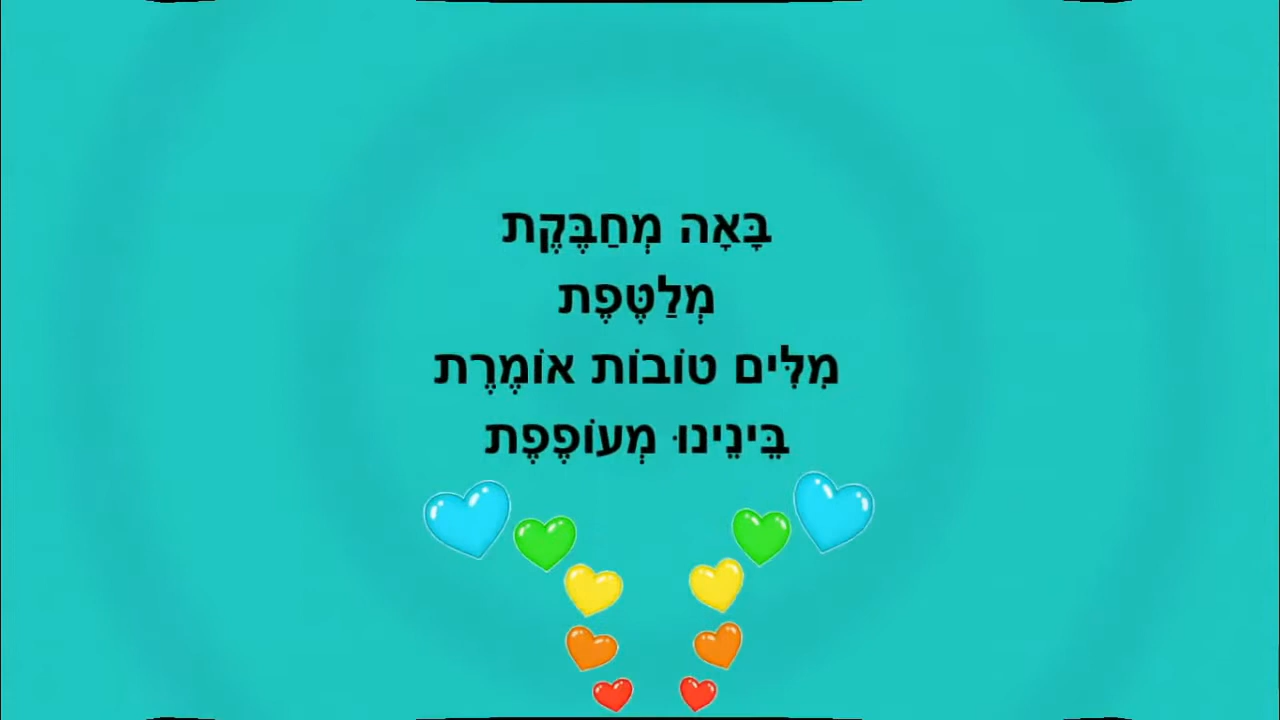 בָּאָה מְחַבֶּקֶת
מְלַטֶּפֶת
מִלִּים טוֹבוֹת אוֹמֶרֶת
בֵּינֵינוּ מְעוֹפֶפֶת